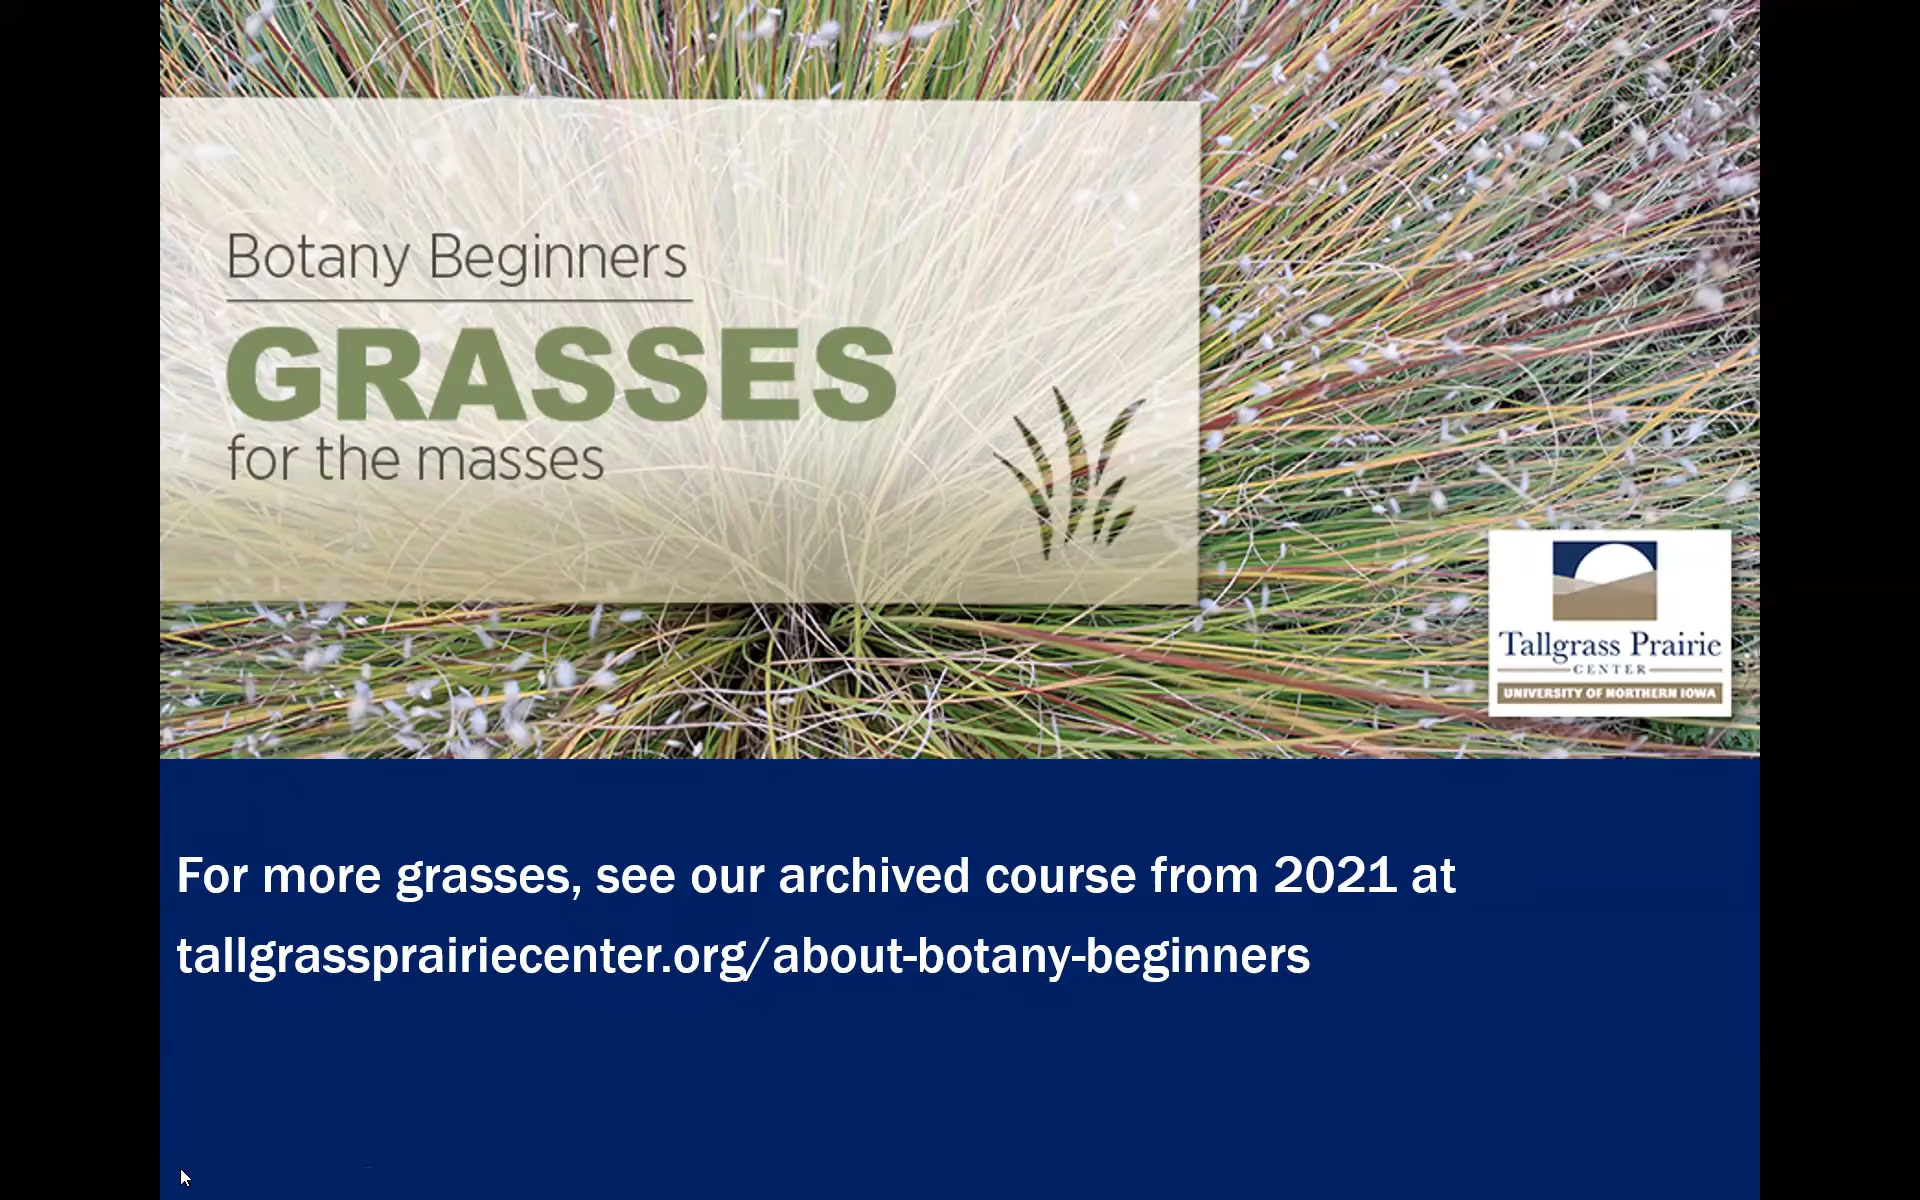 Botany Beginners
GRASSES
for the masses
Tallgrass Prairie
CENTER
UNIVERSITY OF NORTHERN IOWA
For more grasses, see our archived course from 2021 at
tallgrassprairiecenter.org/about-botany-beginners